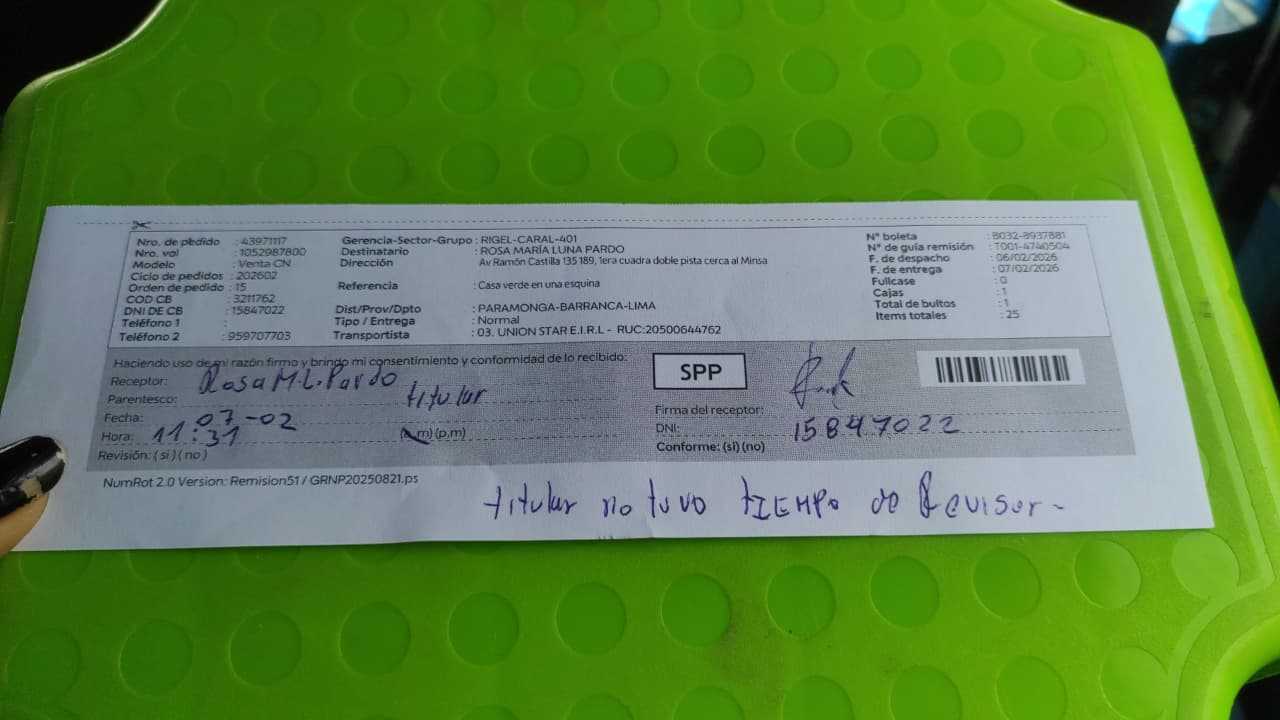 Nro. de pedido : 43971117
Nro. val : 1052987800
Modelo : Venta CN
Ciclo de pedidos : 202602
Orden de pedido : 15
COD CB : 3211762
DNI DE CB : 15847022
Teléfono 1 :
Teléfono 2 : 959707703
Gerencia-Sector-Grupo : RIGEL-CARAL-401
Destinatario : ROSA MARÍA LUNA PARDO
Dirección : Av Ramón Castilla 135 189, 1era cuadra doble pista cerca al Minsa
Referencia : Casa verde en una esquina
Dist/Prov/Dpto : PARAMONGA-BARRANCA-LIMA
Tipo / Entrega : Normal
Transportista : 03. UNION STAR E.I.R.L - RUC:20500644762
N° boleta : B032-8937881
N° de guía remisión : T001-4740504
F. de despacho : 06/02/2026
F. de entrega : 07/02/2026
Fullcase : 0
Cajas : 1
Total de bultos : 1
Items totales : 25
Haciendo uso de mi razón firmo y brindo mi consentimiento y conformidad de lo recibido:
Receptor: Rosa M.L. Pardo
Parentesco: titular
Fecha: 07-02
Hora: 11:31 (a.m) (p.m)
Revisión: (si) (no)
SPP
Firma del receptor:
DNI: 15847022
Conforme: (si) (no)
NumRot 2.0 Version: Remision51 / GRNP20250821.ps
titular no tuvo tIEMPO de Revisar-